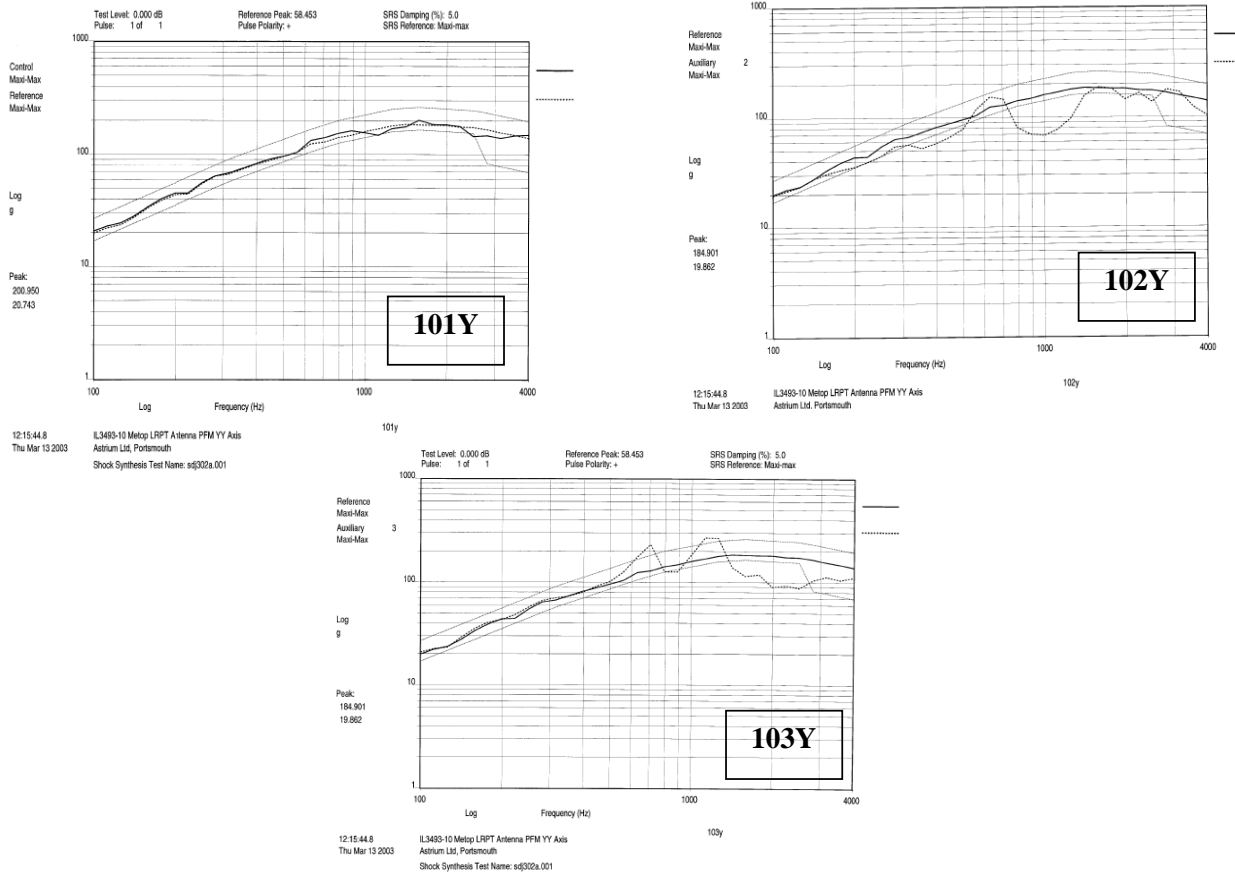 Test Level: 0.000 dB Reference Peak: 58.453 SRS Damping (%): 5.0
Pulse: 1 of 1 Pulse Polarity: + SRS Reference: Maxi-max
1000
Control
Maxi-Max
Reference
Maxi-Max
100
Log
g
10
Peak:
200.950
20.743
101Y
1
100 1000 4000
Log Frequency (Hz)
101y
12:15:44.8 IL3493-10 Metop LRPT Antenna PFM YY Axis
Thu Mar 13 2003 Astrium Ltd, Portsmouth
Shock Synthesis Test Name: sdj302a.001
1000
Reference
Maxi-Max
Auxiliary 2
Maxi-Max
100
Log
g
10
Peak:
184.901
19.862
102Y
1
100 1000 4000
Log Frequency (Hz)
102y
12:15:44.8 IL3493-10 Metop LRPT Antenna PFM YY Axis
Thu Mar 13 2003 Astrium Ltd, Portsmouth
Test Level: 0.000 dB Reference Peak: 58.453 SRS Damping (%): 5.0
Pulse: 1 of 1 Pulse Polarity: + SRS Reference: Maxi-max
1000
Reference
Maxi-Max
Auxiliary 3
Maxi-Max
100
Log
g
10
Peak:
184.901
19.862
103Y
1
100 1000 4000
Log Frequency (Hz)
103y
12:15:44.8 IL3493-10 Metop LRPT Antenna PFM YY Axis
Thu Mar 13 2003 Astrium Ltd, Portsmouth
Shock Synthesis Test Name: sdj302a.001